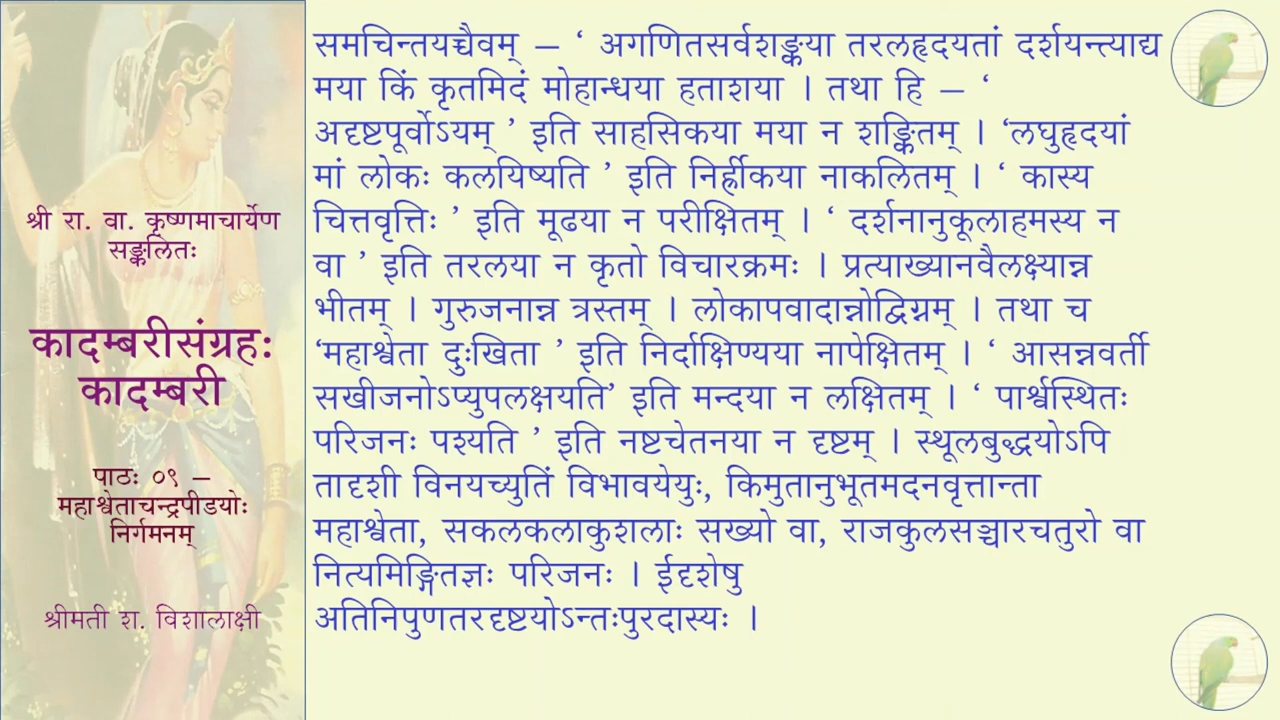 श्री रा. वा. कृष्णमाचार्येण
सङ्कलितः
कादम्बरीसंग्रहः
कादम्बरी
पाठः ०९ –
महाश्वेताचन्द्रपीडयोः
निर्गमनम्
श्रीमती श. विशालाक्षी
समचिन्तयच्चैवम् – ‘ अगणितसर्वशङ्कया तरलहृदयतां दर्शयन्त्याद्य
मया किं कृतमिदं मोहान्धया हताशया । तथा हि – ‘
अदृष्टपूर्वोऽयम् ’ इति साहसिकया मया न शङ्कितम् । ‘लघुहृदयां
मां लोकः कलयिष्यति ’ इति निर्ह्रीकया नाकलितम् । ‘ कास्य
चित्तवृत्तिः ’ इति मूढया न परीक्षितम् । ‘ दर्शनानुकूलाहमस्य न
वा ’ इति तरलया न कृतो विचारक्रमः । प्रत्याख्यानवैलक्ष्यान्न
भीतम् । गुरुजनान्न त्रस्तम् । लोकापवादान्नोद्विग्नम् । तथा च
‘महाश्वेता दुःखिता ’ इति निर्दाक्षिण्यया नापेक्षितम् । ‘ आसन्नवर्ती
सखीजनोऽप्युपलक्षयति’ इति मन्दया न लक्षितम् । ‘ पार्श्वस्थितः
परिजनः पश्यति ’ इति नष्टचेतनया न दृष्टम् । स्थूलबुद्धयोऽपि
तादृशी विनयच्युतिं विभावयेयुः, किमुतानुभूतमदनवृत्तान्ता
महाश्वेता, सकलकलाकुशलाः सख्यो वा, राजकुलसञ्चारचतुरो वा
नित्यमिङ्गितज्ञः परिजनः । ईदृशेषु
अतिनिपुणतरदृष्टयोऽन्तःपुरदास्यः ।